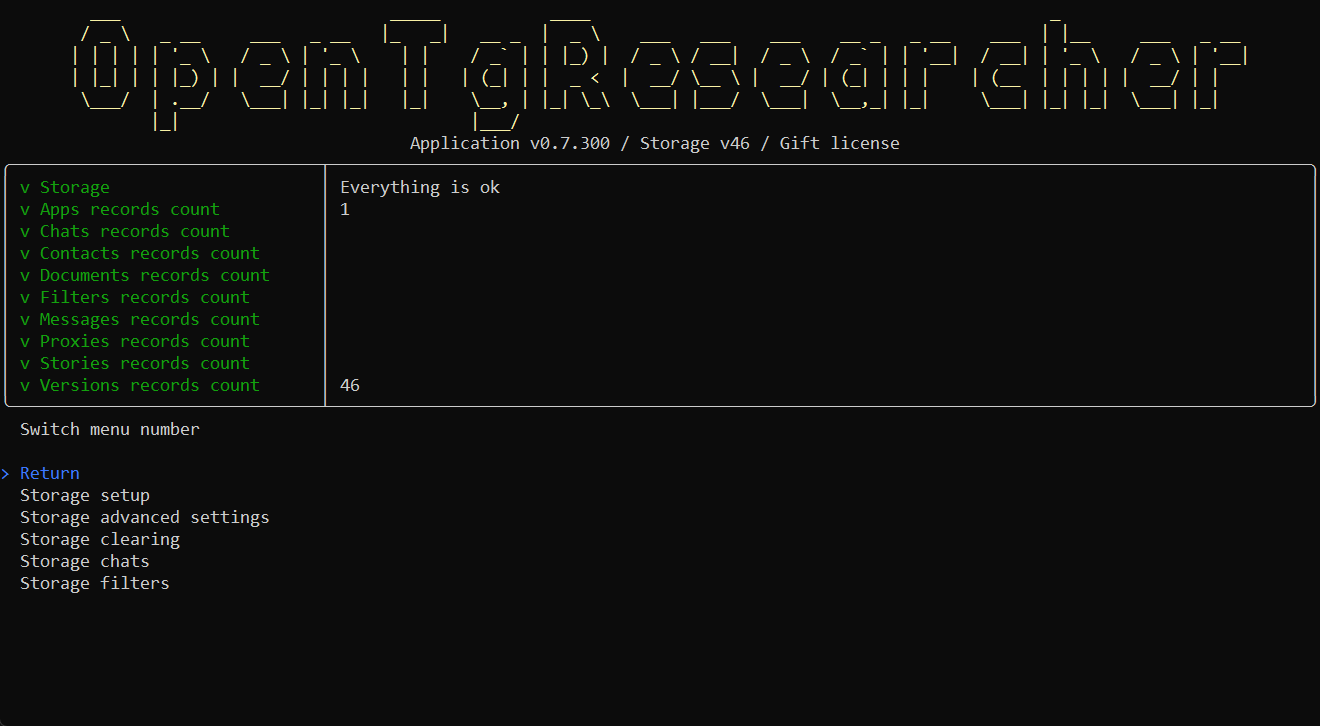 OpenTgResearcher
Application v0.7.300 / Storage v46 / Gift license
v Storage Everything is ok
v Apps records count 1
v Chats records count
v Contacts records count
v Documents records count
v Filters records count
v Messages records count
v Proxies records count
v Stories records count
v Versions records count 46
Switch menu number
> Return
Storage setup
Storage advanced settings
Storage clearing
Storage chats
Storage filters